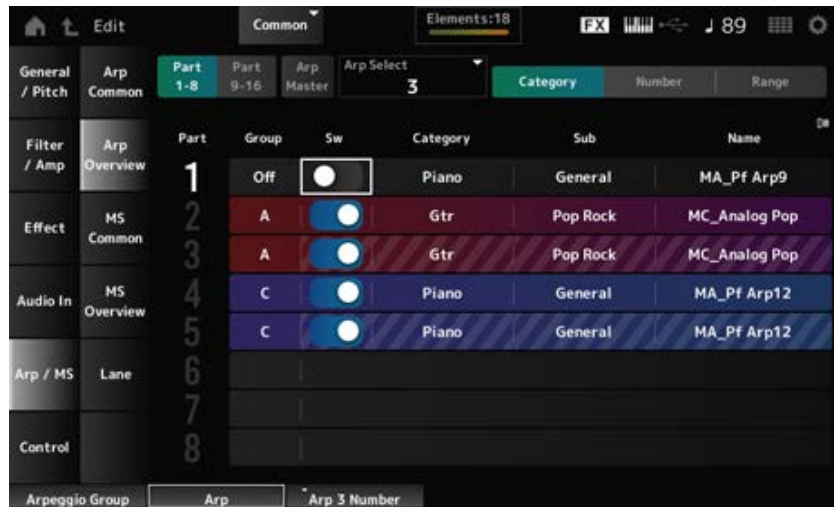 Edit
Common
Elements:18
FX
♩ 89
General / Pitch
Filter / Amp
Effect
Audio In
Arp / MS
Control
Arp Common
Arp Overview
MS Common
MS Overview
Lane
Part 1-8
Part 9-16
Arp Master
Arp Select 3
Category
Number
Range
Part Group Sw Category Sub Name
1 Off Piano General MA_Pf Arp9
2 A Gtr Pop Rock MC_Analog Pop
3 A Gtr Pop Rock MC_Analog Pop
4 C Piano General MA_Pf Arp12
5 C Piano General MA_Pf Arp12
6
7
8
Arpeggio Group
Arp
Arp 3 Number